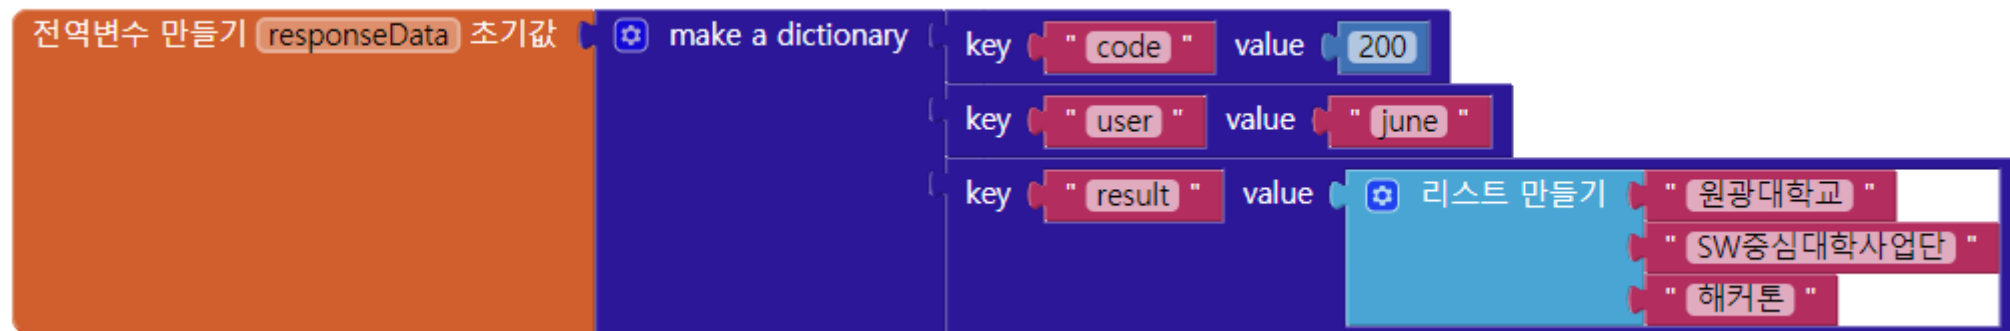 전역변수 만들기 responseData 초기값 make a dictionary key " code " value 200
key " user " value " june "
key " result " value 리스트 만들기 " 원광대학교 "
" SW중심대학사업단 "
" 해커톤 "